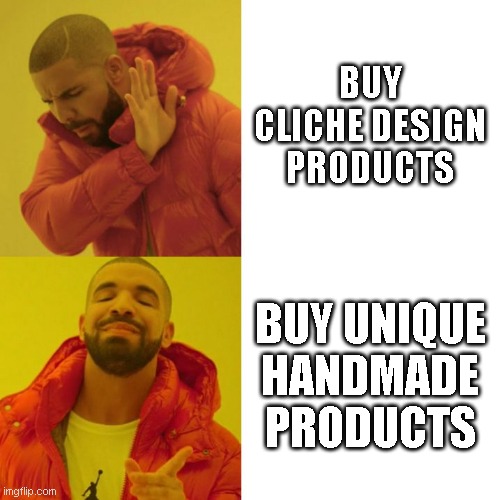 BUY
CLICHE DESIGN
PRODUCTS
BUY UNIQUE
HANDMADE
PRODUCTS
imgflip.com